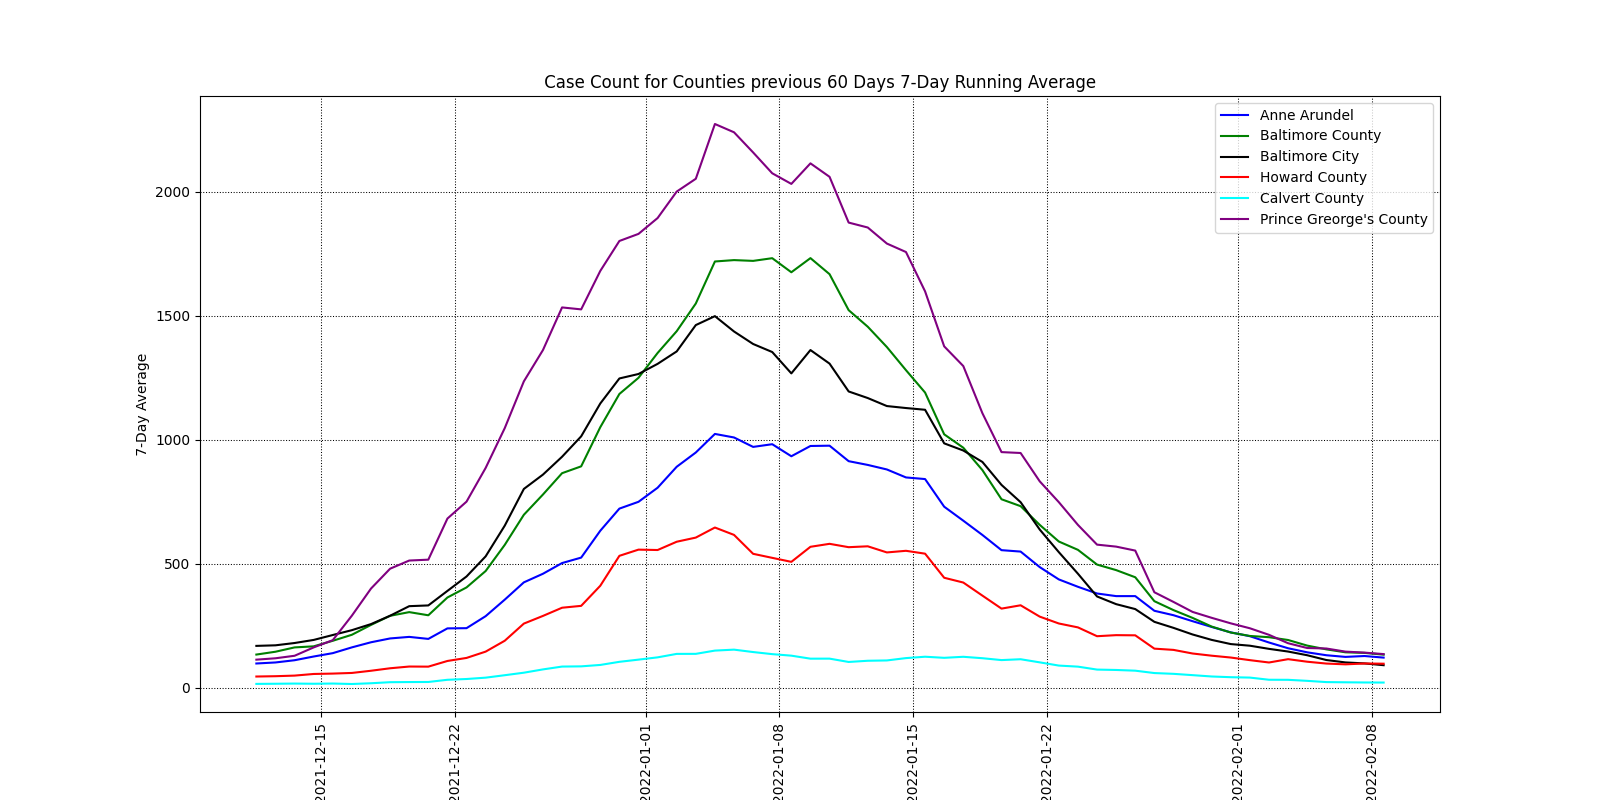 Case Count for Counties previous 60 Days 7-Day Running Average
Anne Arundel
Baltimore County
Baltimore City
Howard County
Calvert County
Prince Greorge's County
7-Day Average
2000
1500
1000
500
0
2021-12-15
2021-12-22
2022-01-01
2022-01-08
2022-01-15
2022-01-22
2022-02-01
2022-02-08